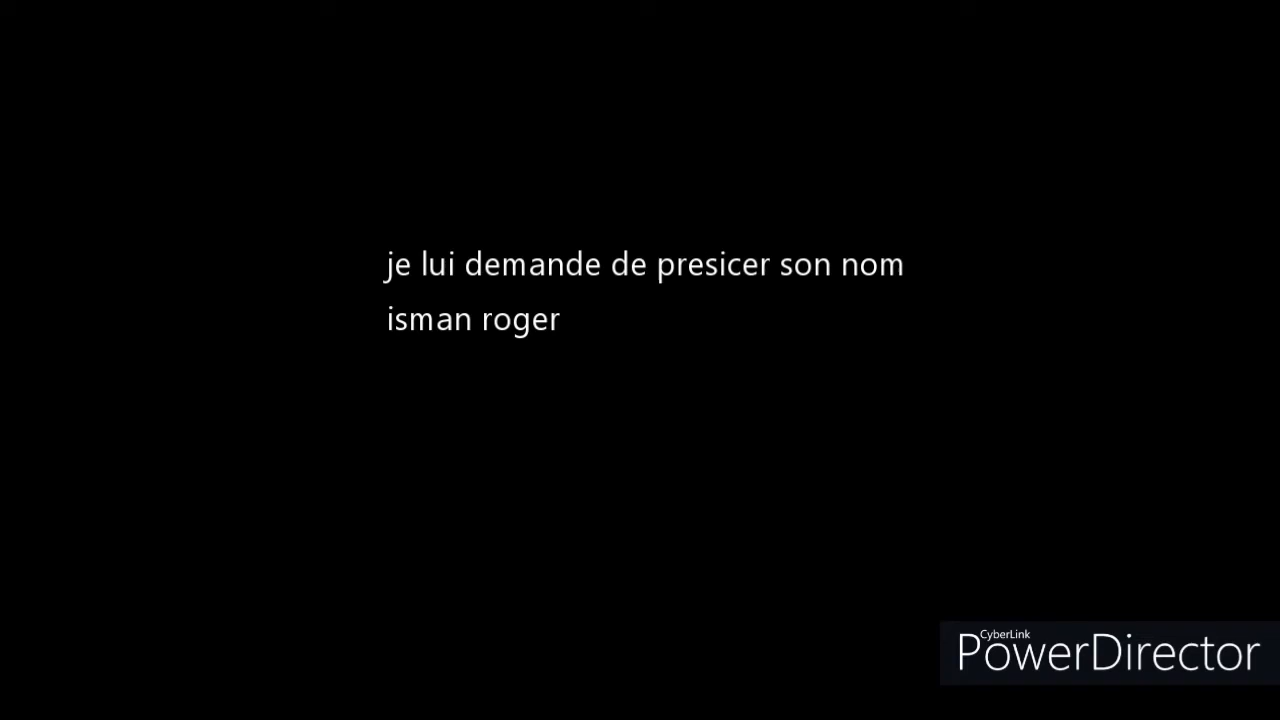 je lui demande de presicer son nom
isman roger
CyberLink
PowerDirector